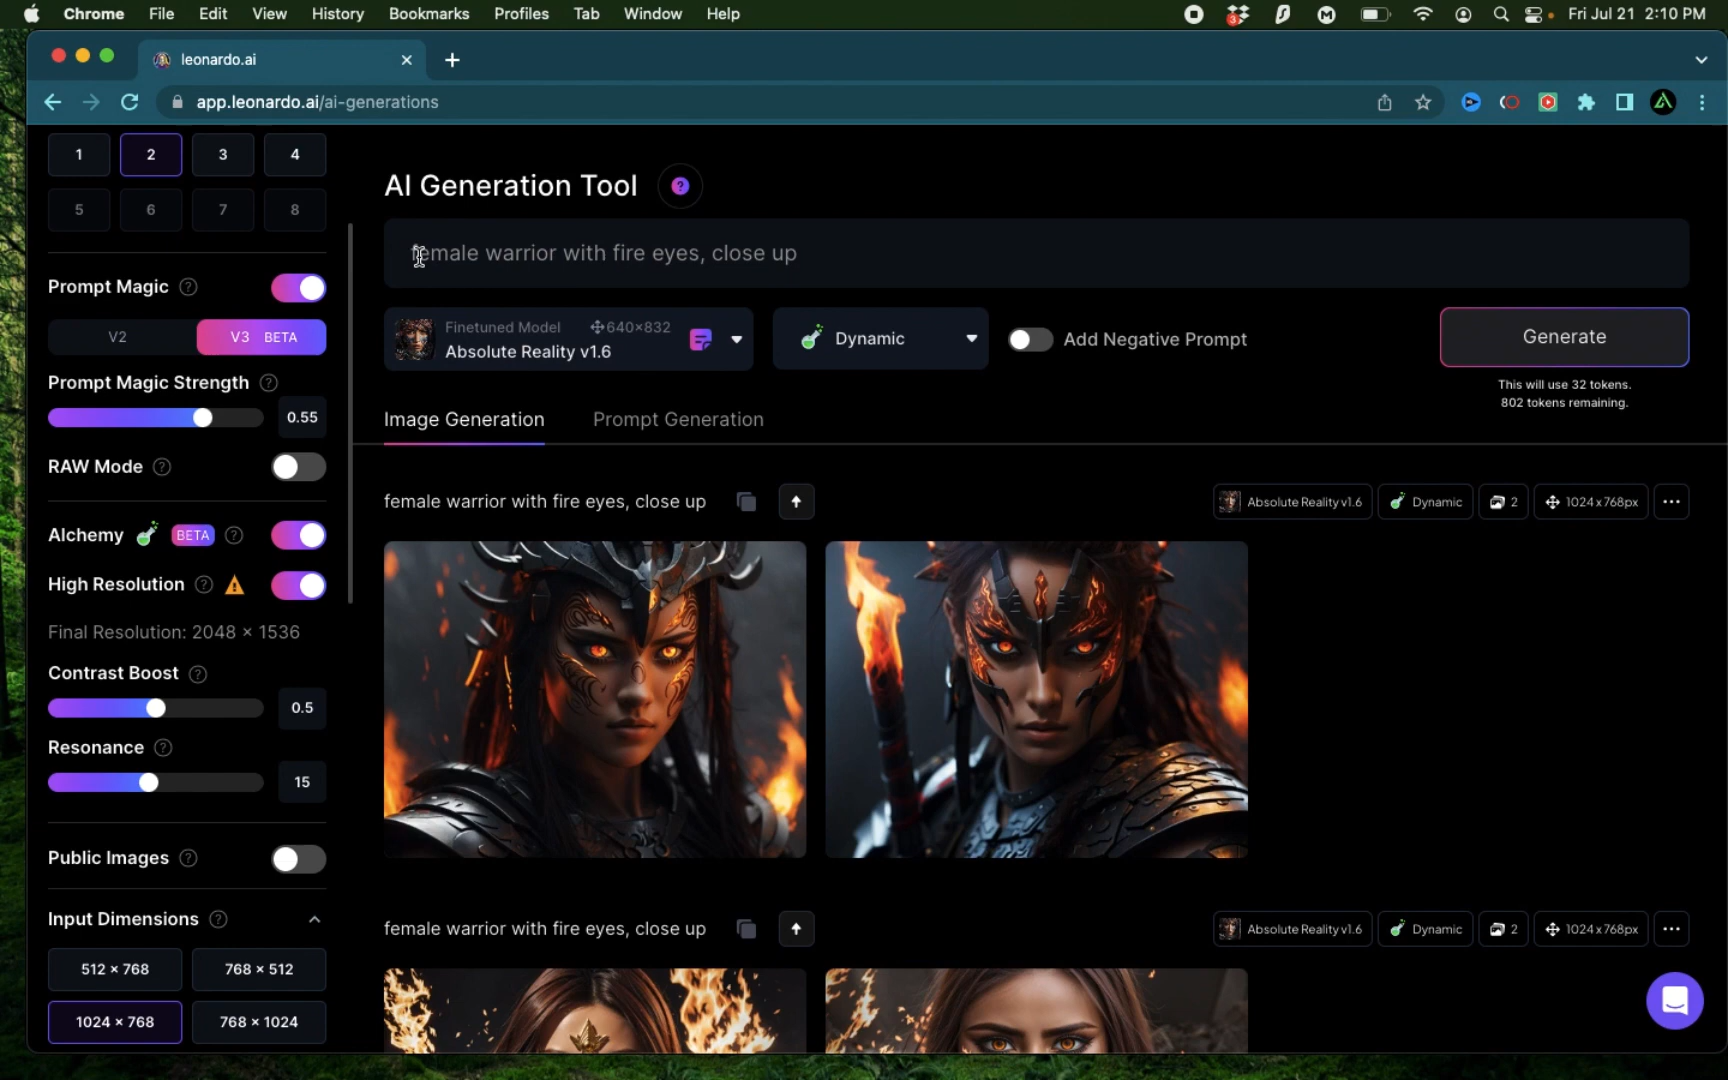 Chrome File Edit View History Bookmarks Profiles Tab Window Help
3 Fri Jul 21 2:10 PM
leonardo.ai
app.leonardo.ai/ai-generations
1 2 3 4
5 6 7 8
Prompt Magic
V2 V3 BETA
Prompt Magic Strength
0.55
RAW Mode
Alchemy BETA
High Resolution
Final Resolution: 2048 × 1536
Contrast Boost
0.5
Resonance
15
Public Images
Input Dimensions
512 × 768 768 × 512
1024 × 768 768 × 1024
AI Generation Tool ?
female warrior with fire eyes, close up
Finetuned Model 640×832
Absolute Reality v1.6
Dynamic
Add Negative Prompt
Generate
This will use 32 tokens.
802 tokens remaining.
Image Generation Prompt Generation
female warrior with fire eyes, close up
Absolute Reality v1.6 Dynamic 2 1024x768px
female warrior with fire eyes, close up
Absolute Reality v1.6 Dynamic 2 1024x768px